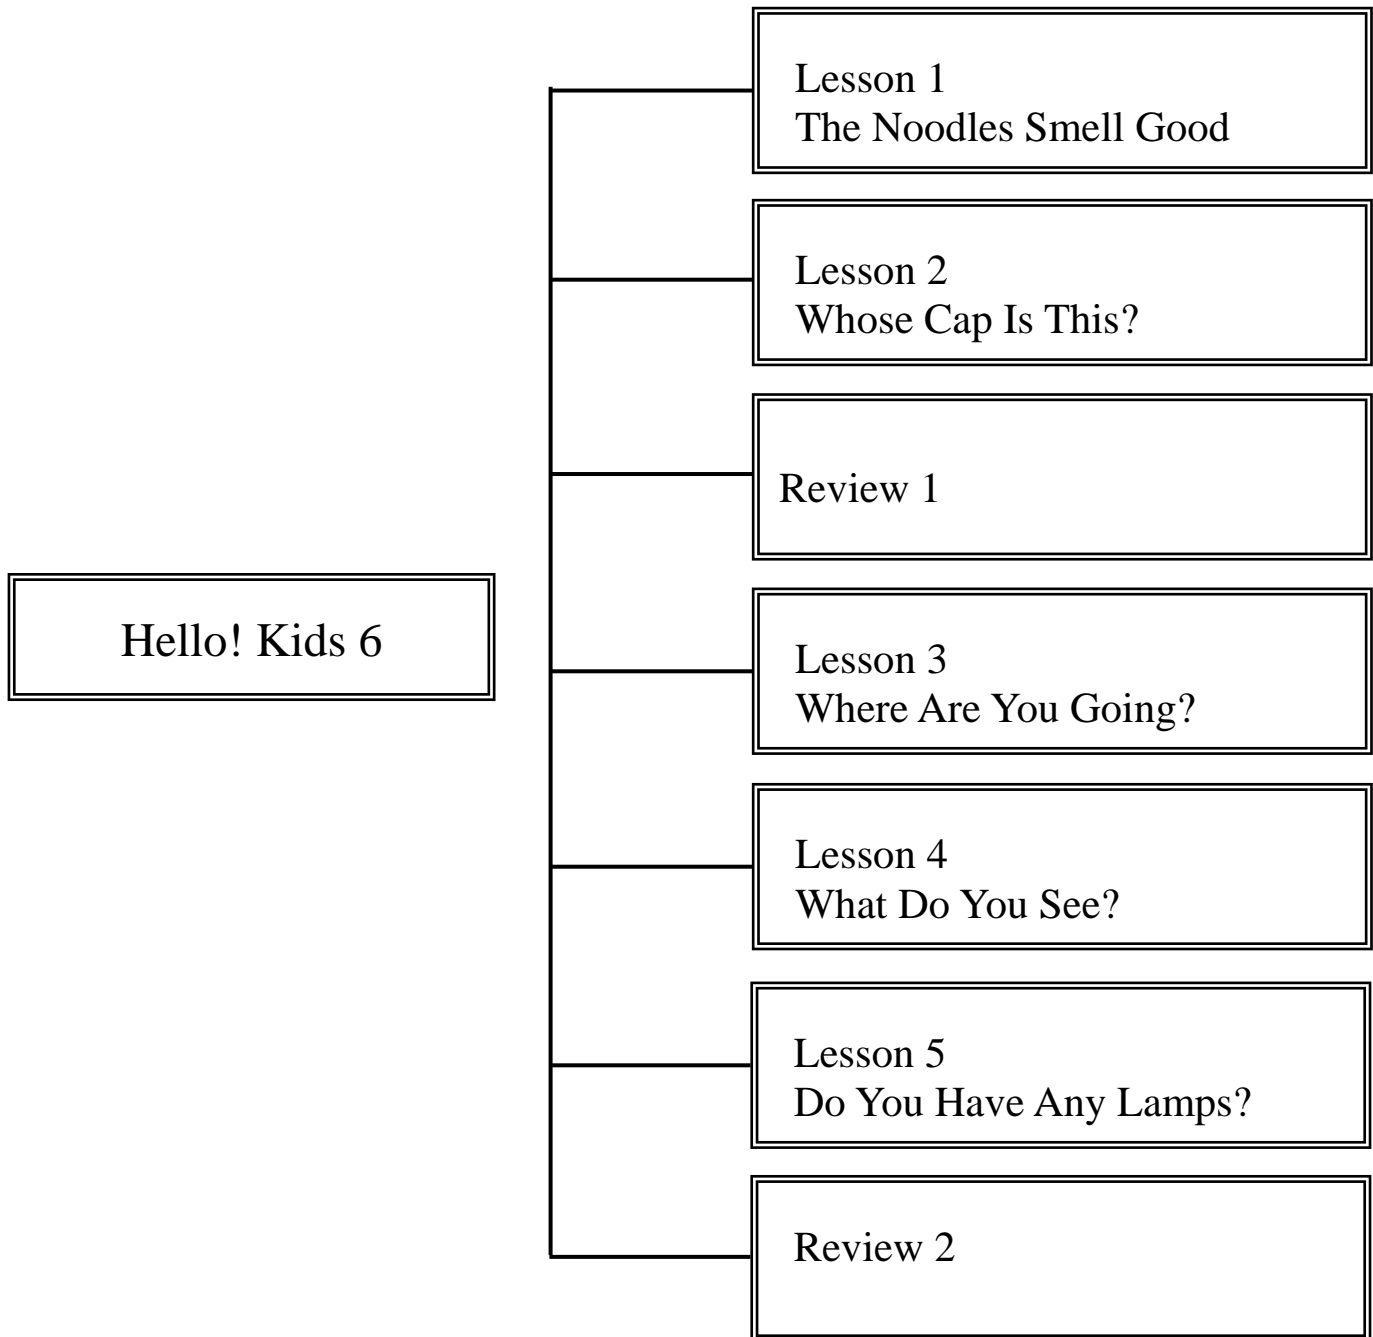 Hello! Kids 6
Lesson 1
The Noodles Smell Good
Lesson 2
Whose Cap Is This?
Review 1
Lesson 3
Where Are You Going?
Lesson 4
What Do You See?
Lesson 5
Do You Have Any Lamps?
Review 2